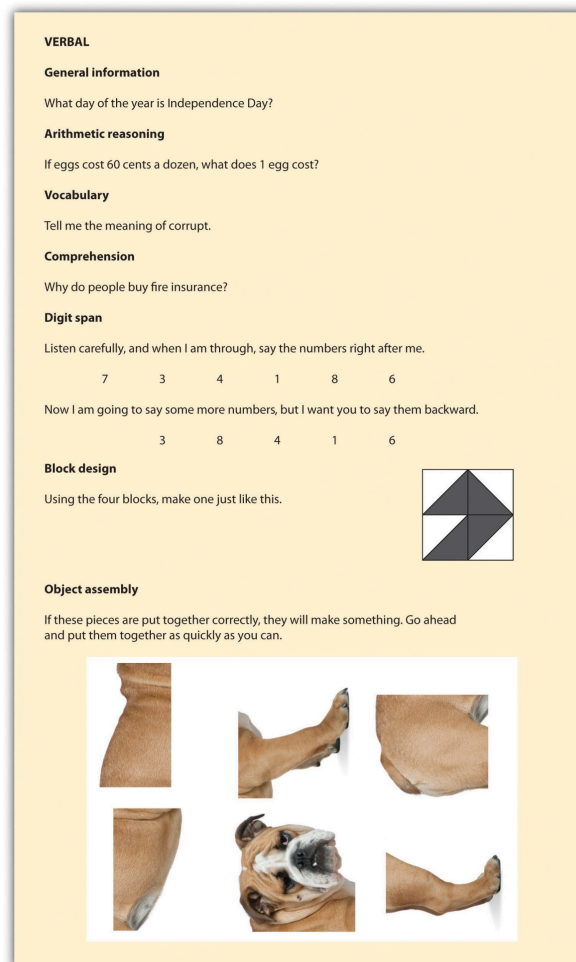 VERBAL
General information
What day of the year is Independence Day?
Arithmetic reasoning
If eggs cost 60 cents a dozen, what does 1 egg cost?
Vocabulary
Tell me the meaning of corrupt.
Comprehension
Why do people buy fire insurance?
Digit span
Listen carefully, and when I am through, say the numbers right after me.
7 3 4 1 8 6
Now I am going to say some more numbers, but I want you to say them backward.
3 8 4 1 6
Block design
Using the four blocks, make one just like this.
Object assembly
If these pieces are put together correctly, they will make something. Go ahead
and put them together as quickly as you can.